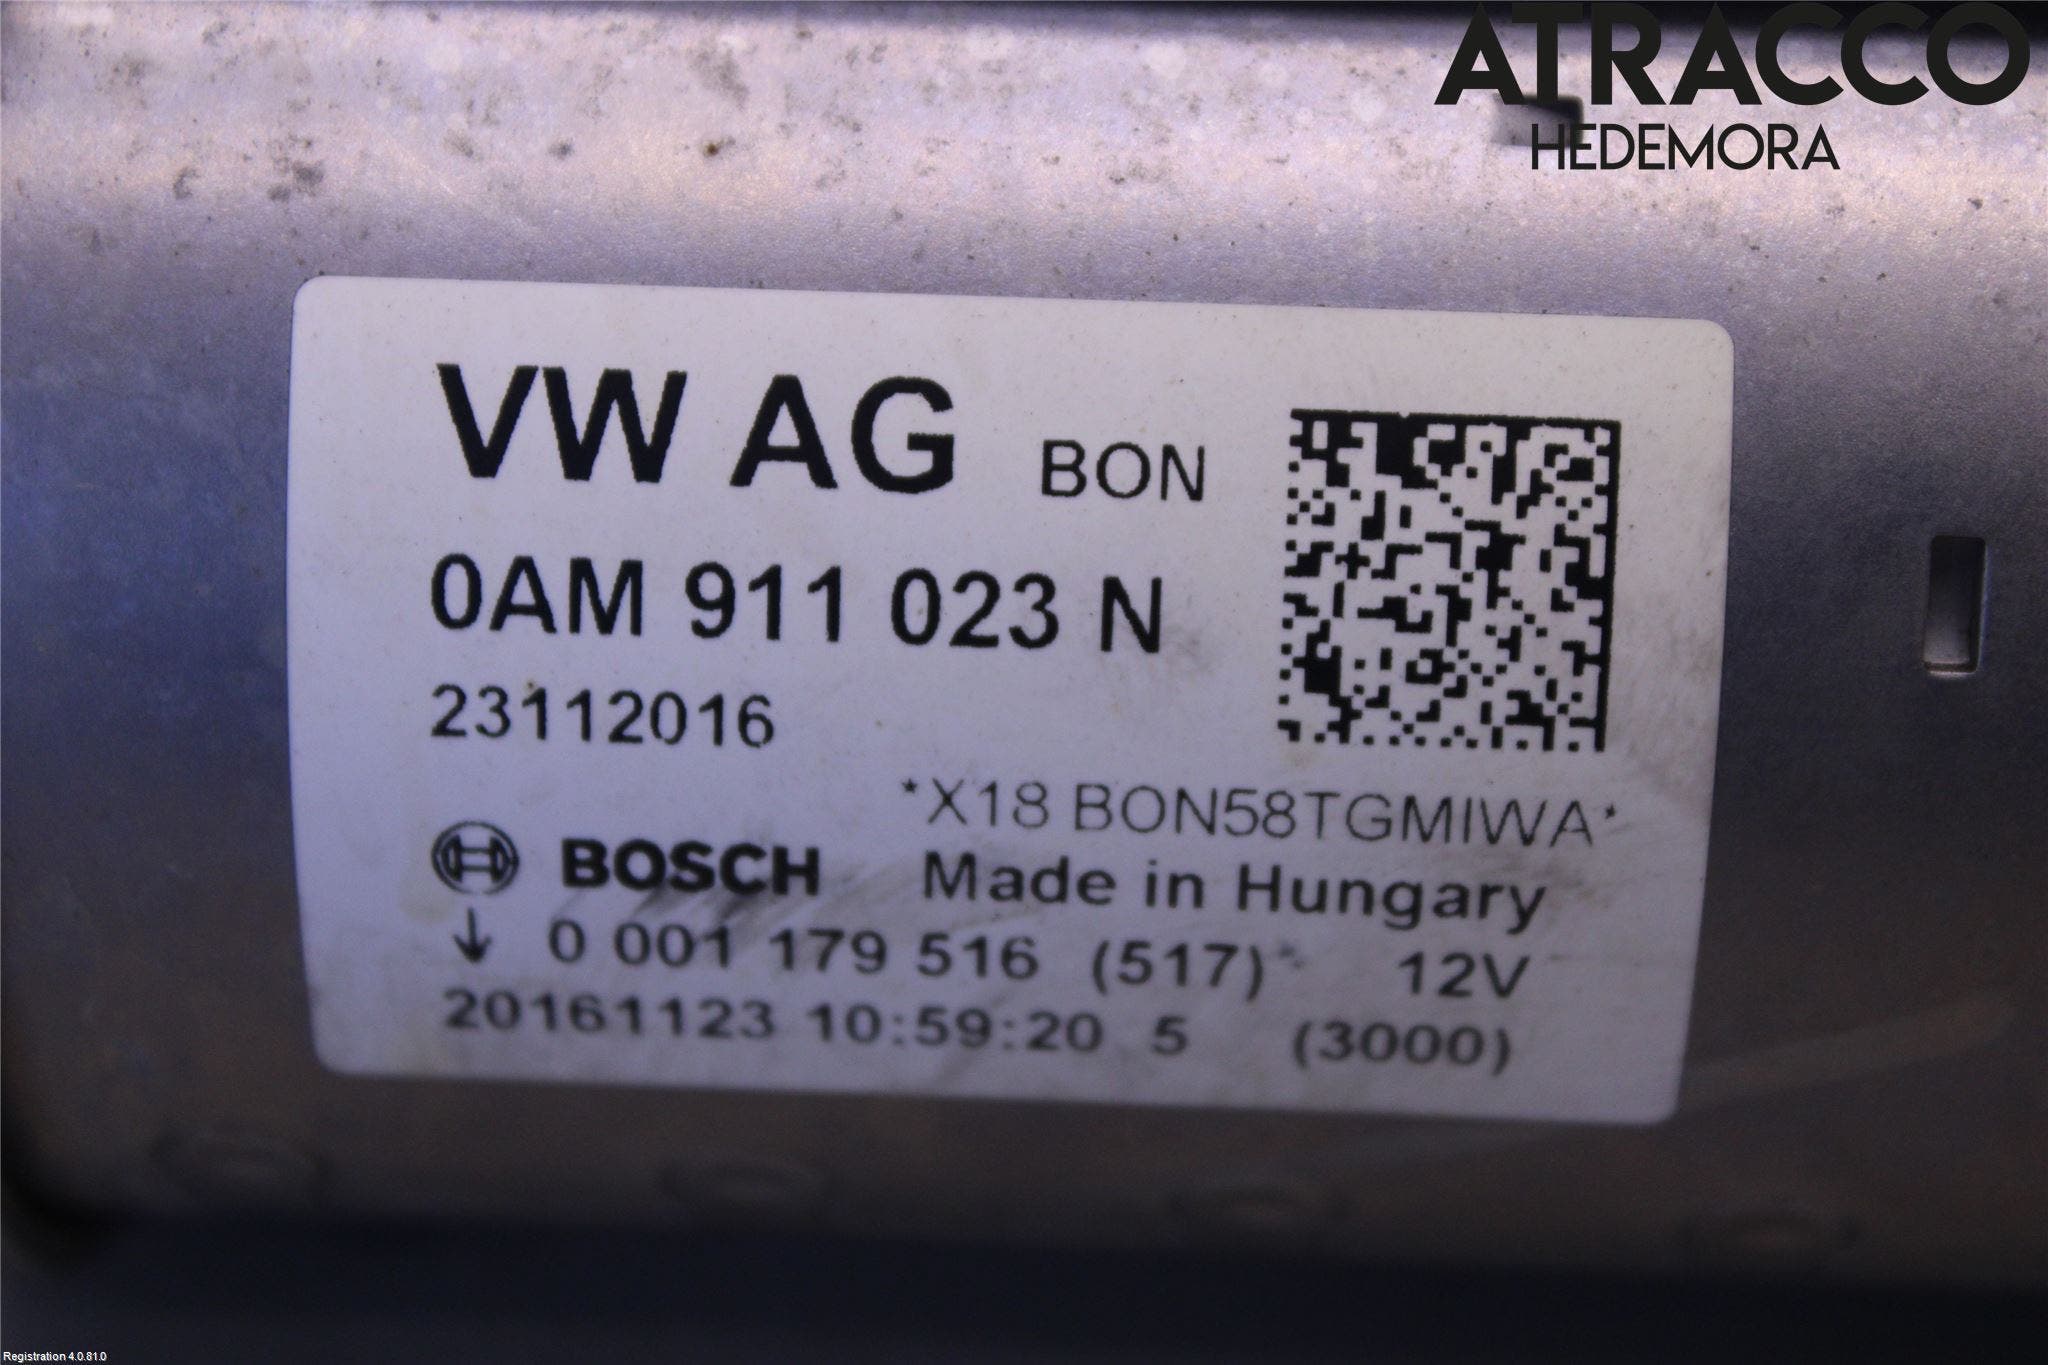 ATRACCO
HEDEMORA
VW AG BON
0AM 911 023 N
23112016
*X18 BON58TGMIWA*
BOSCH Made in Hungary
↓ 0 001 179 516 (517)* 12V
20161123 10:59:20 5 (3000)
Registration 4.0.81.0